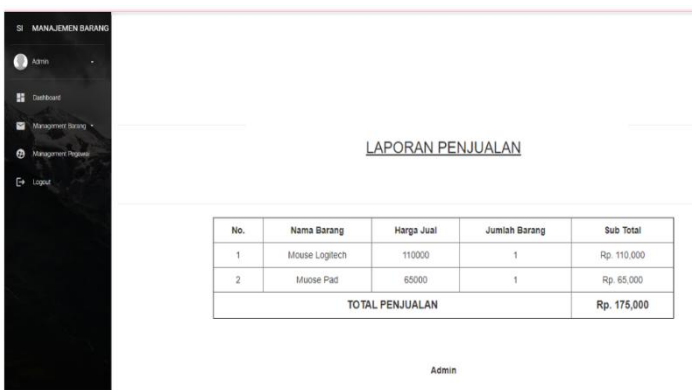 SI MANAJEMEN BARANG
Admin
Dashboard
Management Barang
Management Pegawai
Logout
LAPORAN PENJUALAN
No. Nama Barang Harga Jual Jumlah Barang Sub Total
1 Mouse Logitech 110000 1 Rp. 110,000
2 Muose Pad 65000 1 Rp. 65,000
TOTAL PENJUALAN Rp. 175,000
Admin